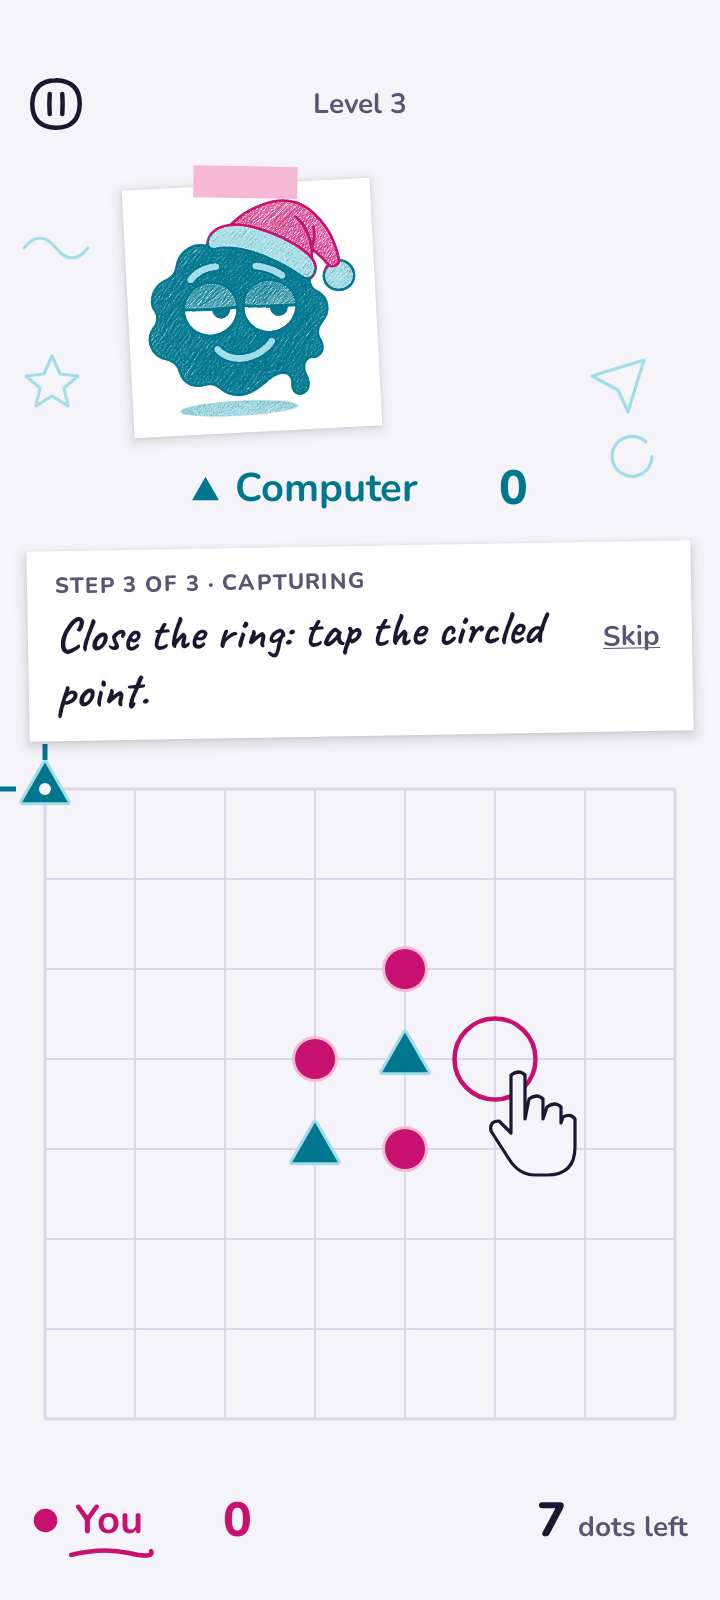 Level 3
Computer 0
STEP 3 OF 3 · CAPTURING
Close the ring: tap the circled
point.
Skip
You 0
7 dots left